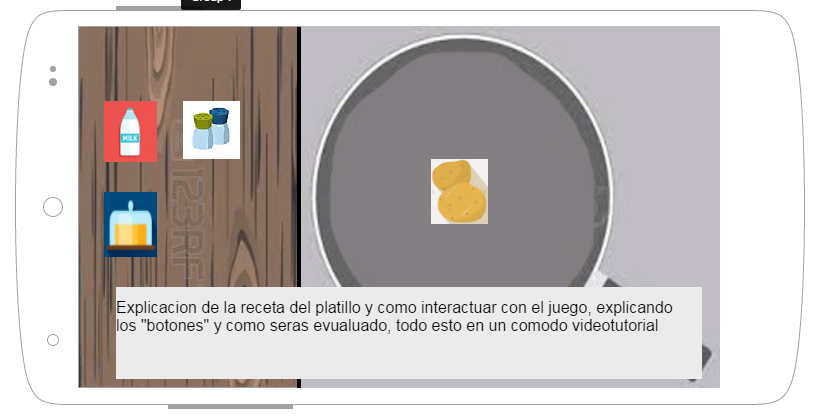 MILK
123RF
Explicacion de la receta del platillo y como interactuar con el juego, explicando
los "botones" y como seras evualuado, todo esto en un comodo videotutorial